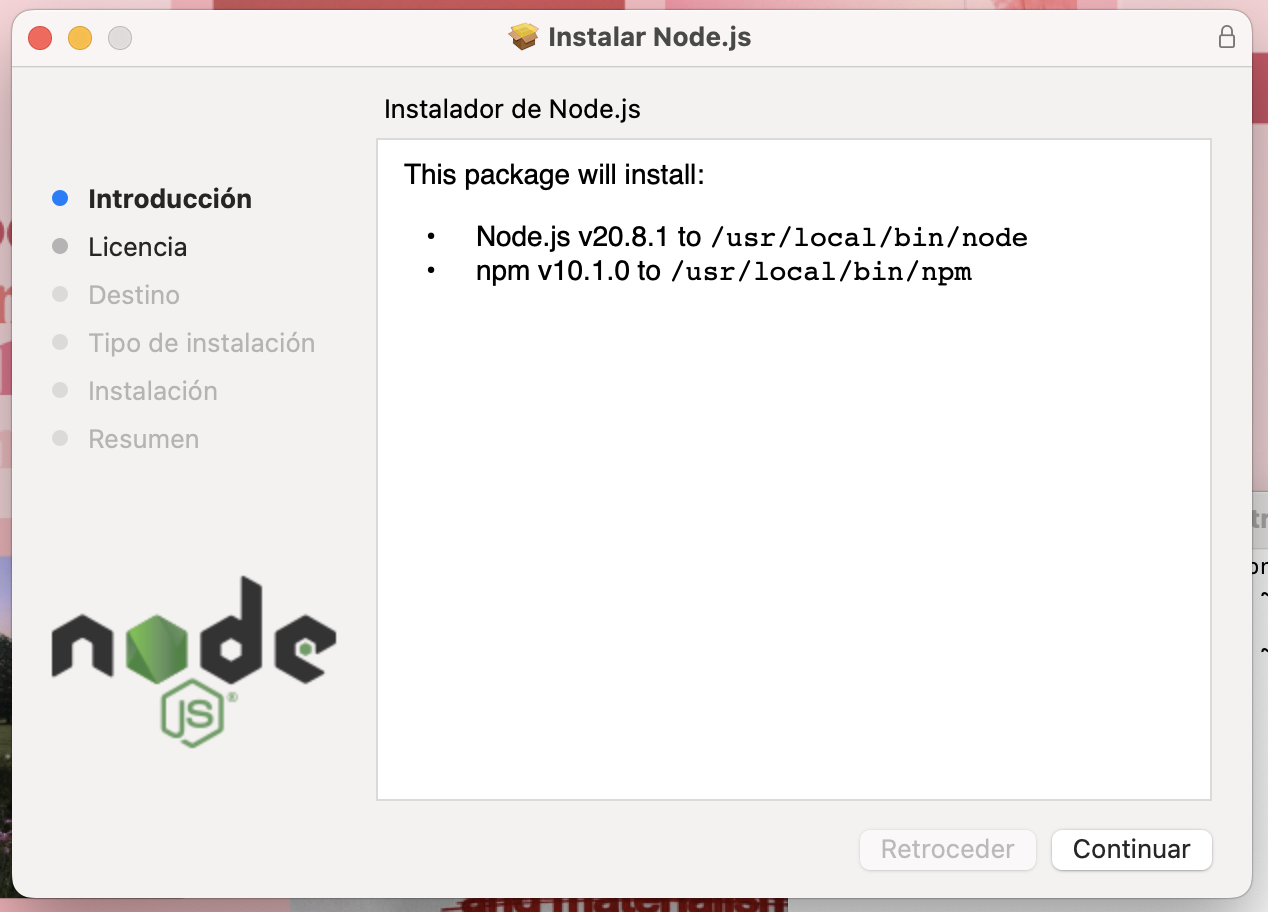 Instalar Node.js
Instalador de Node.js
Introducción
Licencia
Destino
Tipo de instalación
Instalación
Resumen
This package will install:
• Node.js v20.8.1 to /usr/local/bin/node
• npm v10.1.0 to /usr/local/bin/npm
node
JS®
Retroceder
Continuar
and materialism